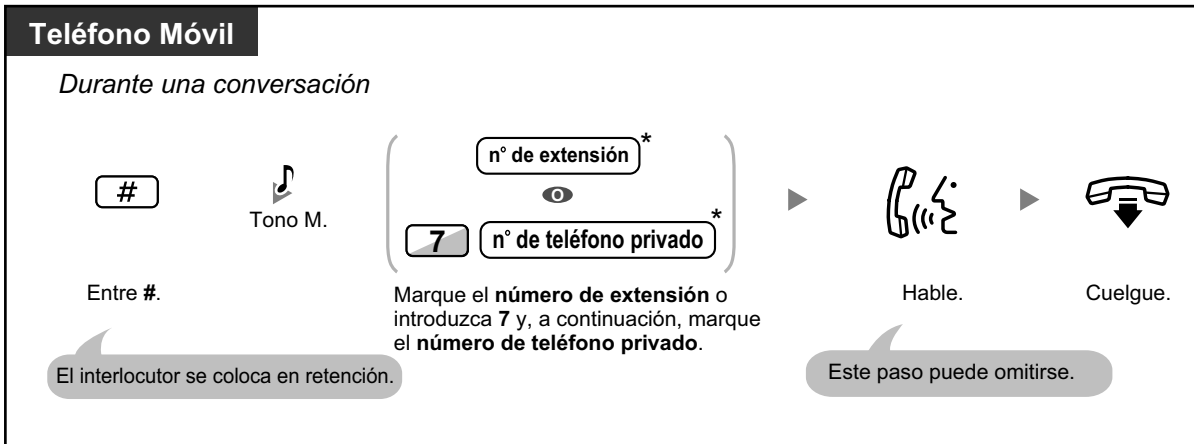 Teléfono Móvil
Durante una conversación
#
Tono M.
n° de extensión*
o
7 n° de teléfono privado*
Entre #.
Marque el número de extensión o
introduzca 7 y, a continuación, marque
el número de teléfono privado.
Hable.
Cuelgue.
El interlocutor se coloca en retención.
Este paso puede omitirse.